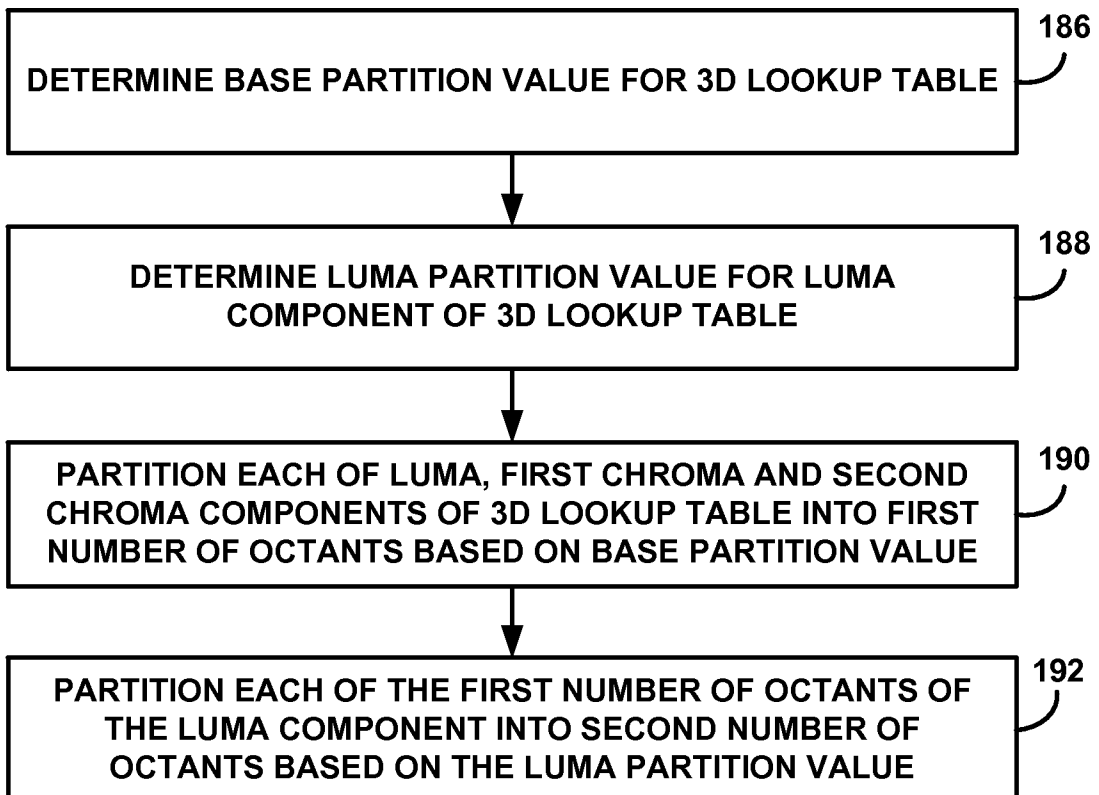 186
DETERMINE BASE PARTITION VALUE FOR 3D LOOKUP TABLE
188
DETERMINE LUMA PARTITION VALUE FOR LUMA
COMPONENT OF 3D LOOKUP TABLE
190
PARTITION EACH OF LUMA, FIRST CHROMA AND SECOND
CHROMA COMPONENTS OF 3D LOOKUP TABLE INTO FIRST
NUMBER OF OCTANTS BASED ON BASE PARTITION VALUE
192
PARTITION EACH OF THE FIRST NUMBER OF OCTANTS OF
THE LUMA COMPONENT INTO SECOND NUMBER OF
OCTANTS BASED ON THE LUMA PARTITION VALUE